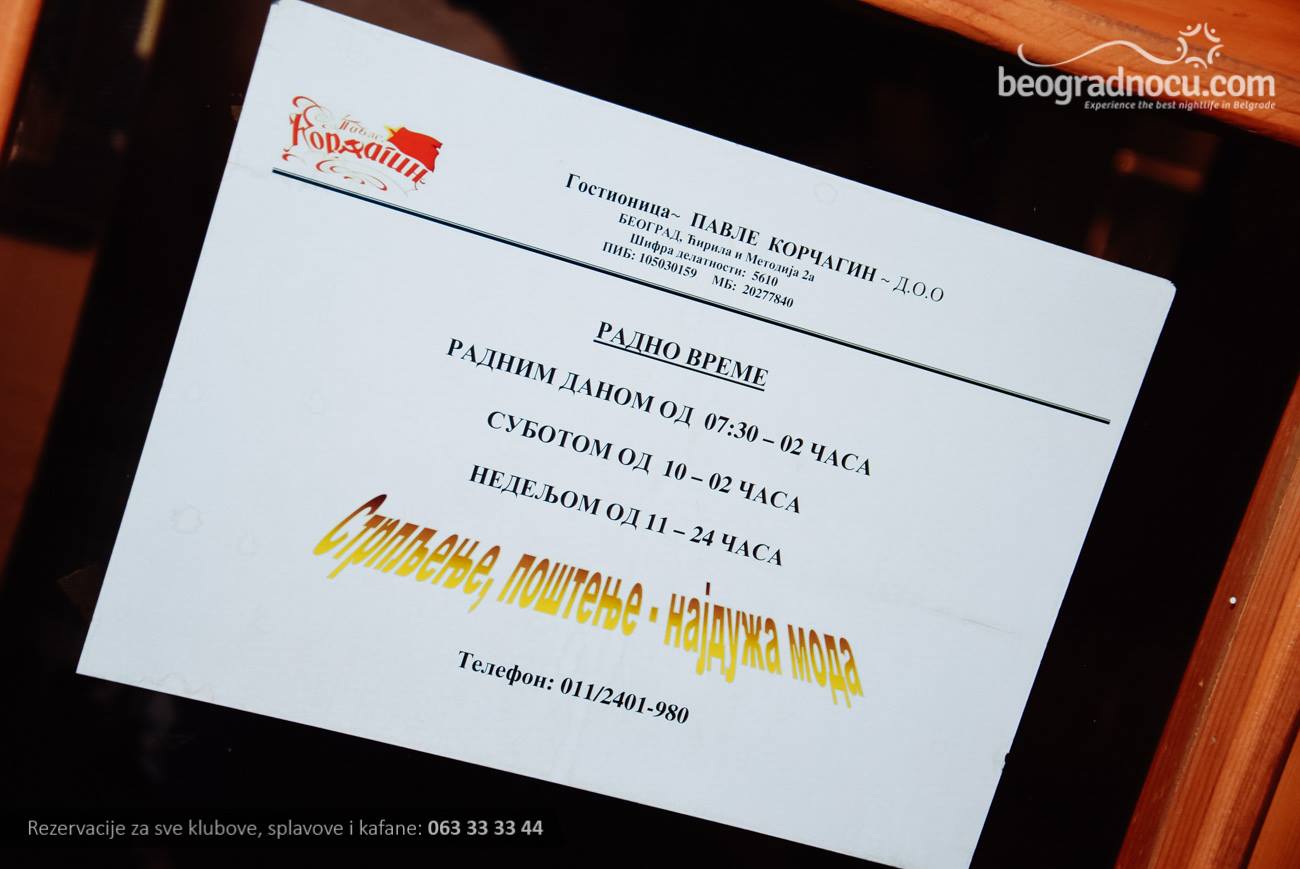 beogradnocu.com
Experience the best nightlife in Belgrade
Павле
Корчагин
Гостионица~ ПАВЛЕ КОРЧАГИН ~ Д.О.О
БЕОГРАД, Ћирила и Методија 2а
Шифра делатности: 5610
ПИБ: 105030159 МБ: 20277840
РАДНО ВРЕМЕ
РАДНИМ ДАНОМ ОД 07:30 – 02 ЧАСА
СУБОТОМ ОД 10 – 02 ЧАСА
НЕДЕЉОМ ОД 11 – 24 ЧАСА
Стрпљење, поштење - најдужа мода
Телефон: 011/2401-980
Rezervacije za sve klubove, splavove i kafane: 063 33 33 44